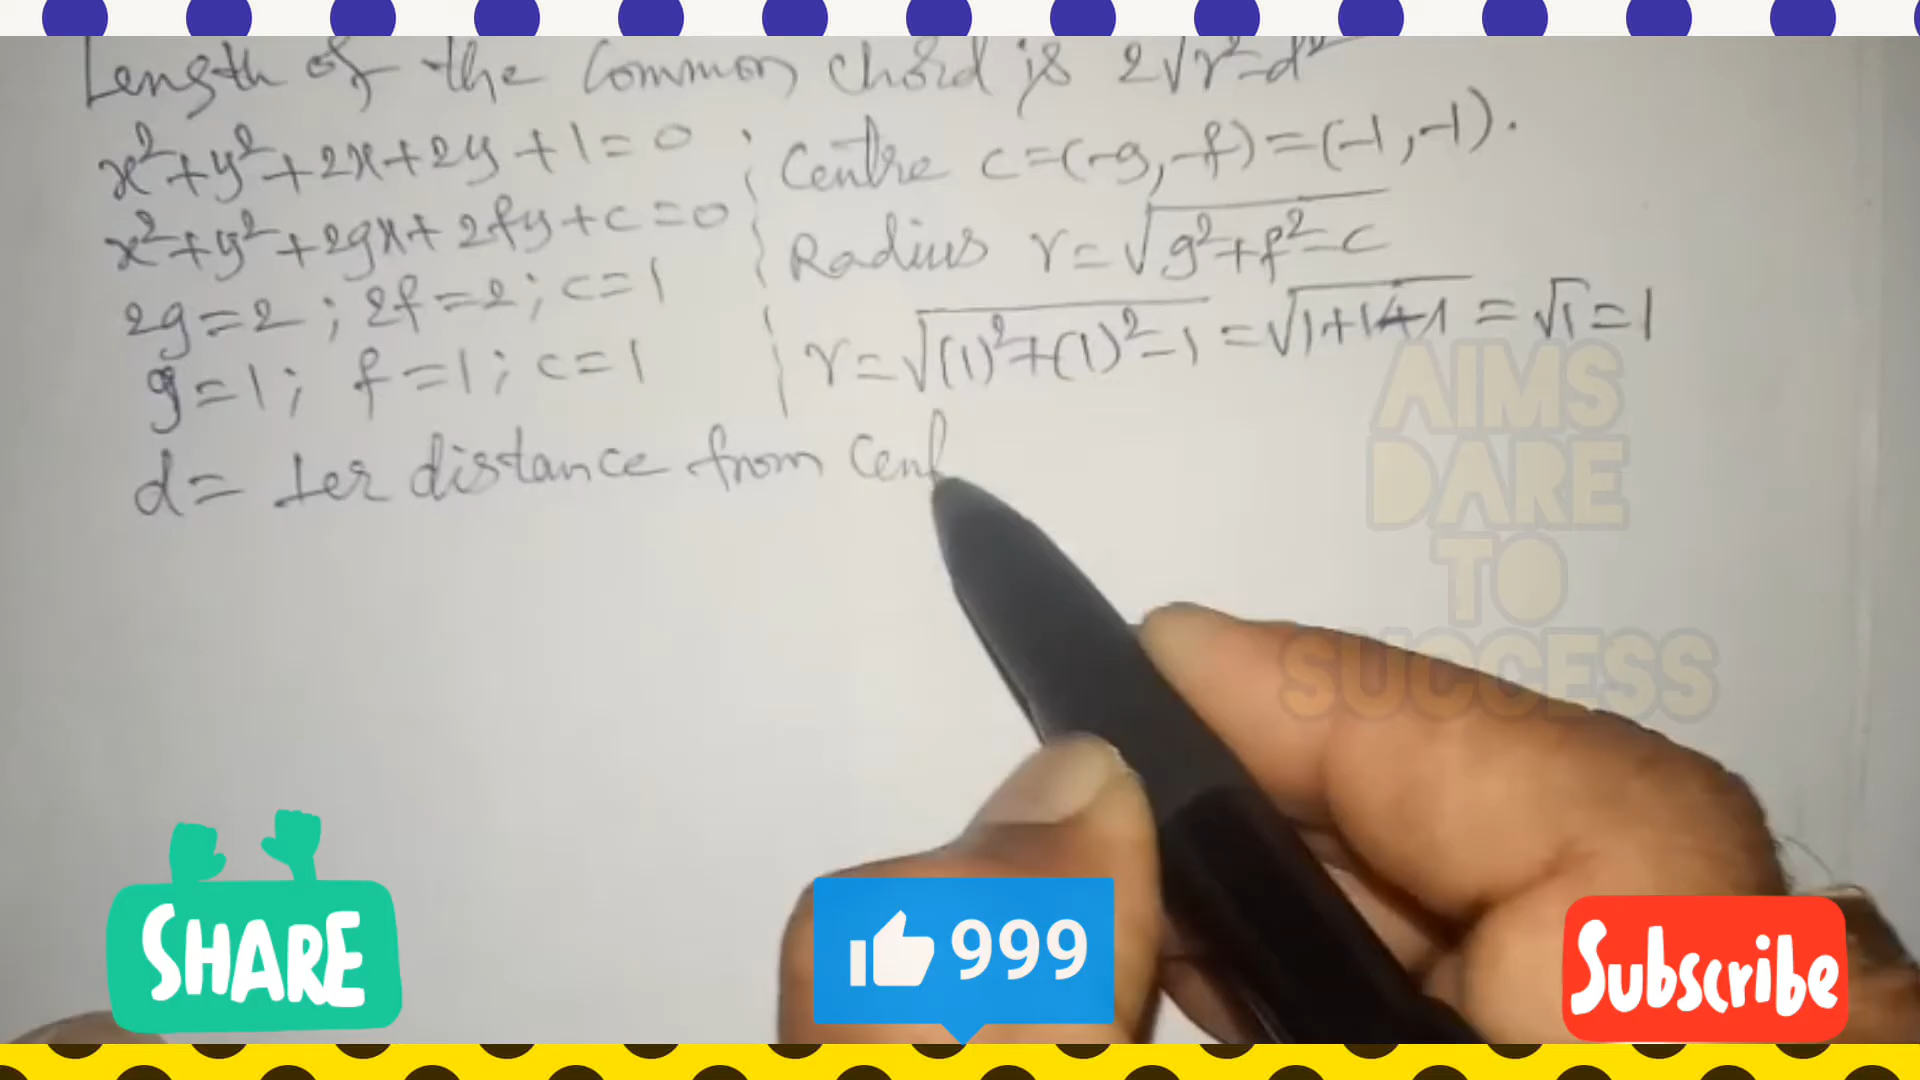 Length of the Common chord is 2√r²-d²
x²+y²+2x+2y+1=0 ; Centre c=(-g,-f)=(-1,-1).
x²+y²+2gx+2fy+c=0 Radius r=√g²+f²-c
2g=2 ; 2f=2 ; c=1
r=√(1)²+(1)²-1 =√1+1-1 =√1=1
g=1 ; f=1 ; c=1
d= ⊥er distance from Cent
AIMS
DARE
TO
SUCCESS
SHARE
999
Subscribe